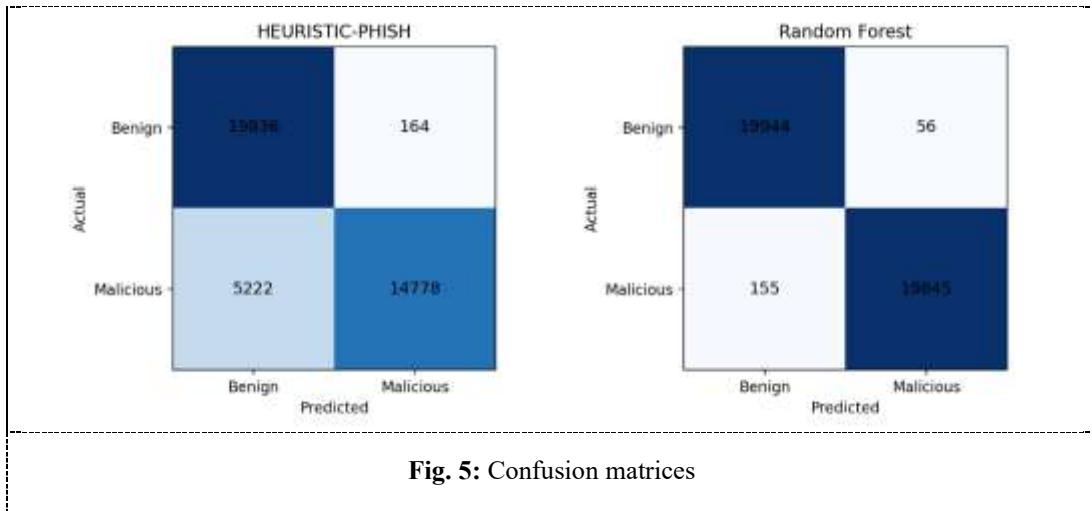 HEURISTIC-PHISH
Benign
19836
164
Malicious
5222
14778
Actual
Benign
Malicious
Predicted
Random Forest
Benign
19944
56
Malicious
155
19845
Actual
Benign
Malicious
Predicted
Fig. 5: Confusion matrices